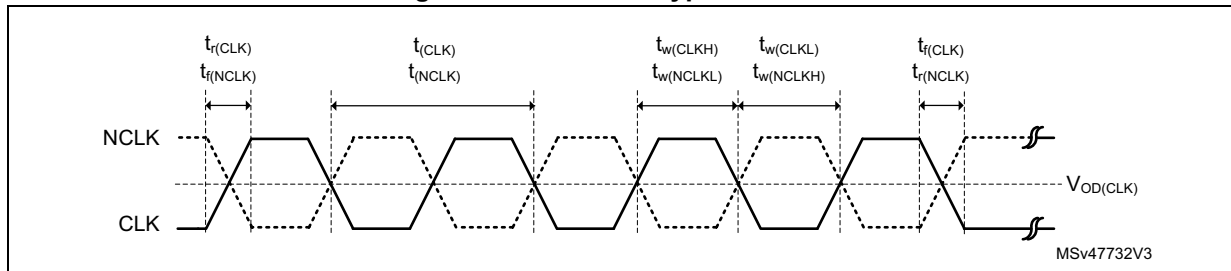 t_r(CLK) t_(CLK) t_w(CLKH) t_w(CLKL) t_f(CLK)
t_f(NCLK) t_(NCLK) t_w(NCLKL) t_w(NCLKH) t_r(NCLK)
NCLK
V_OD(CLK)
CLK
MSv47732V3